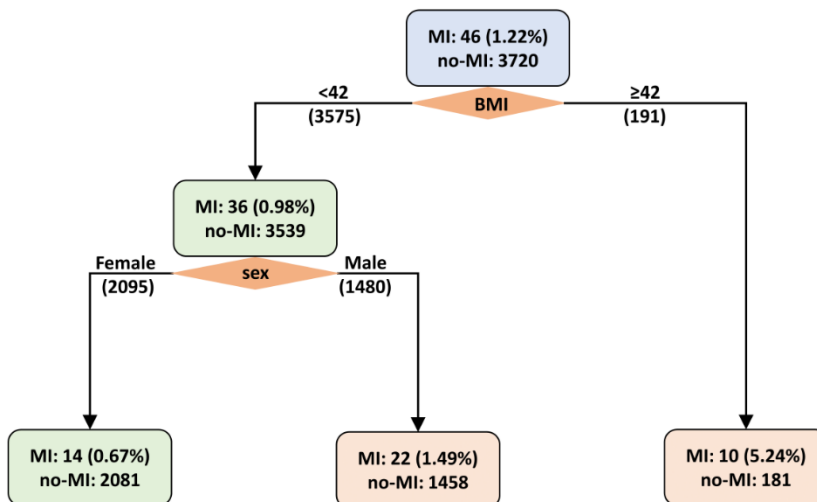 MI: 46 (1.22%)
no-MI: 3720
<42
(3575)
BMI
≥42
(191)
MI: 36 (0.98%)
no-MI: 3539
Female
(2095)
sex
Male
(1480)
MI: 14 (0.67%)
no-MI: 2081
MI: 22 (1.49%)
no-MI: 1458
MI: 10 (5.24%)
no-MI: 181